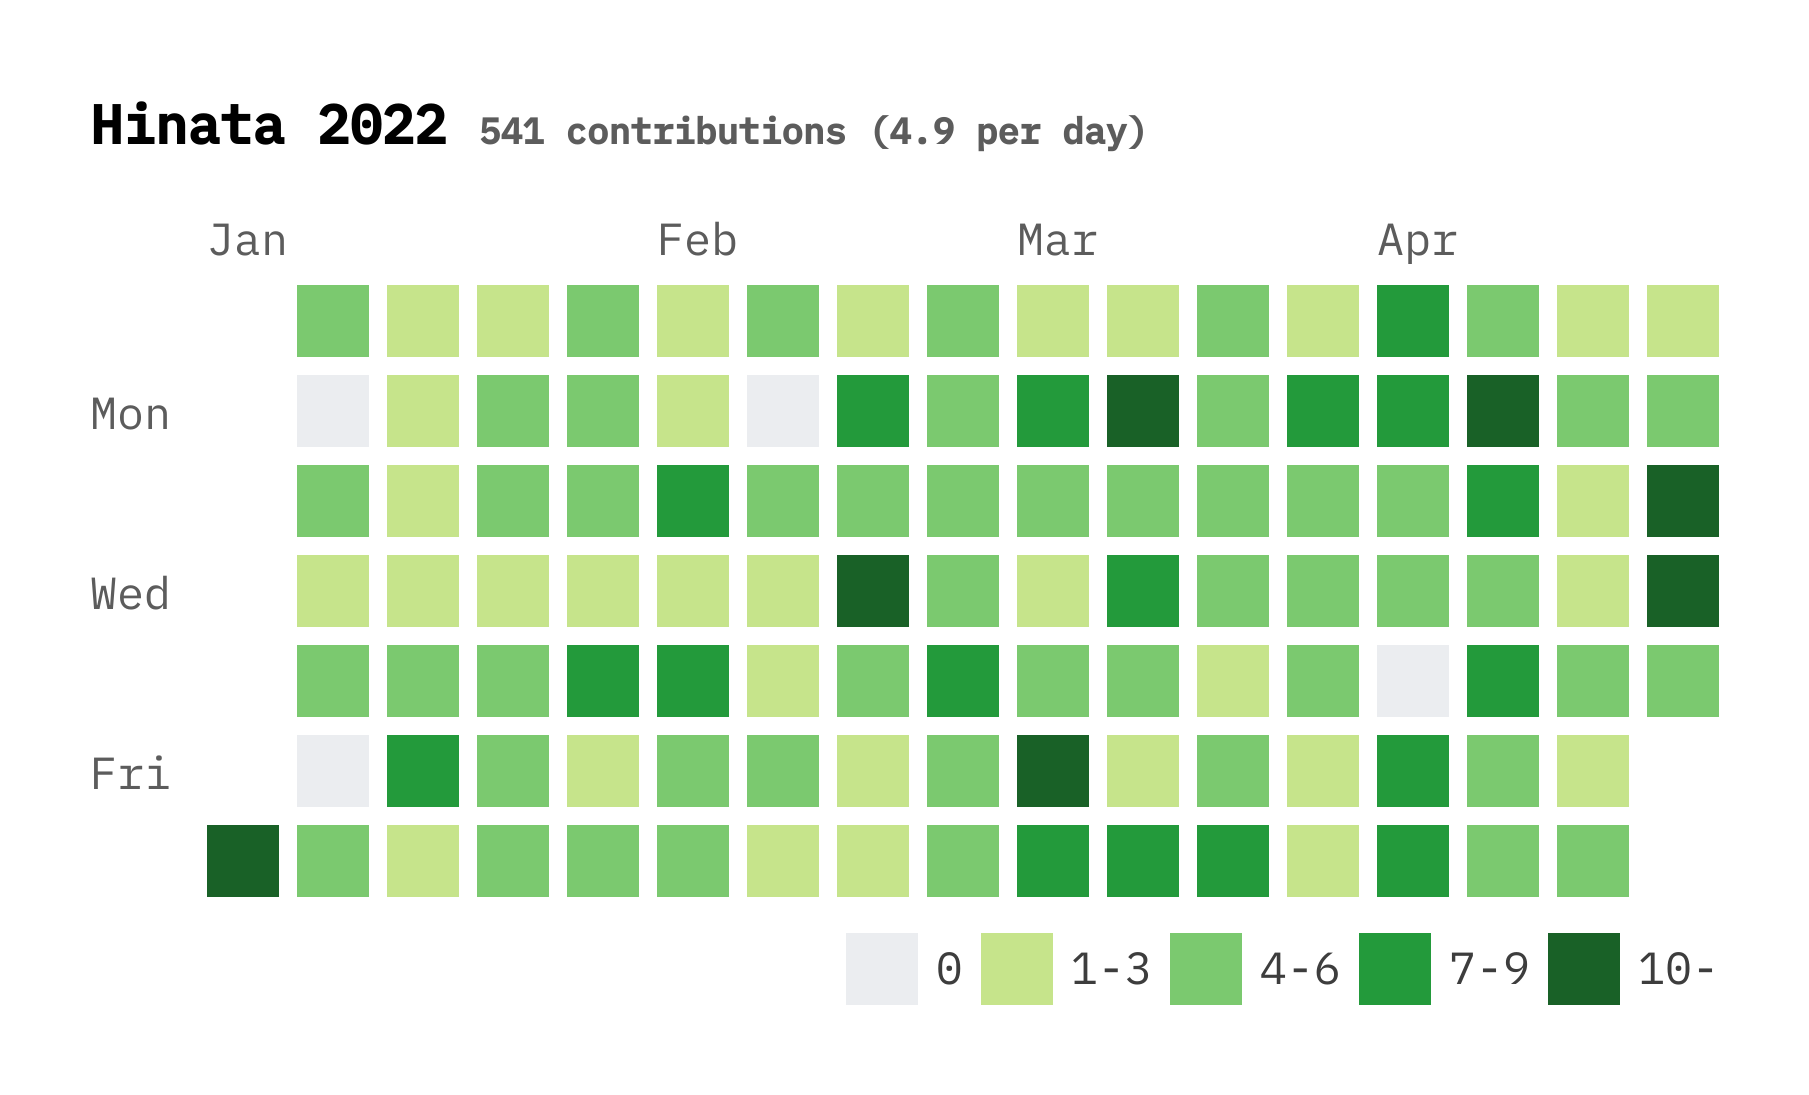 Hinata 2022 541 contributions (4.9 per day)
Jan Feb Mar Apr
Mon
Wed
Fri
0 1-3 4-6 7-9 10-